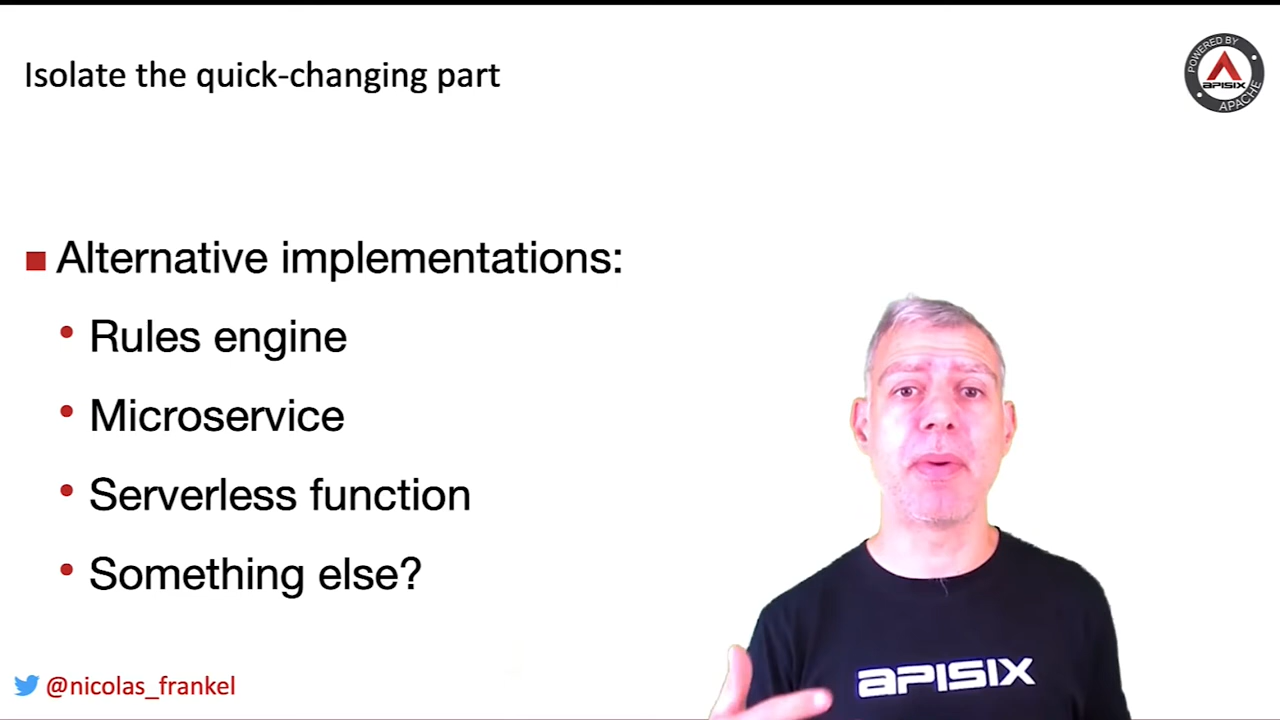 Isolate the quick-changing part
POWERED BY
APISIX
APACHE
Alternative implementations:
Rules engine
Microservice
Serverless function
Something else?
@nicolas_frankel
APISIX